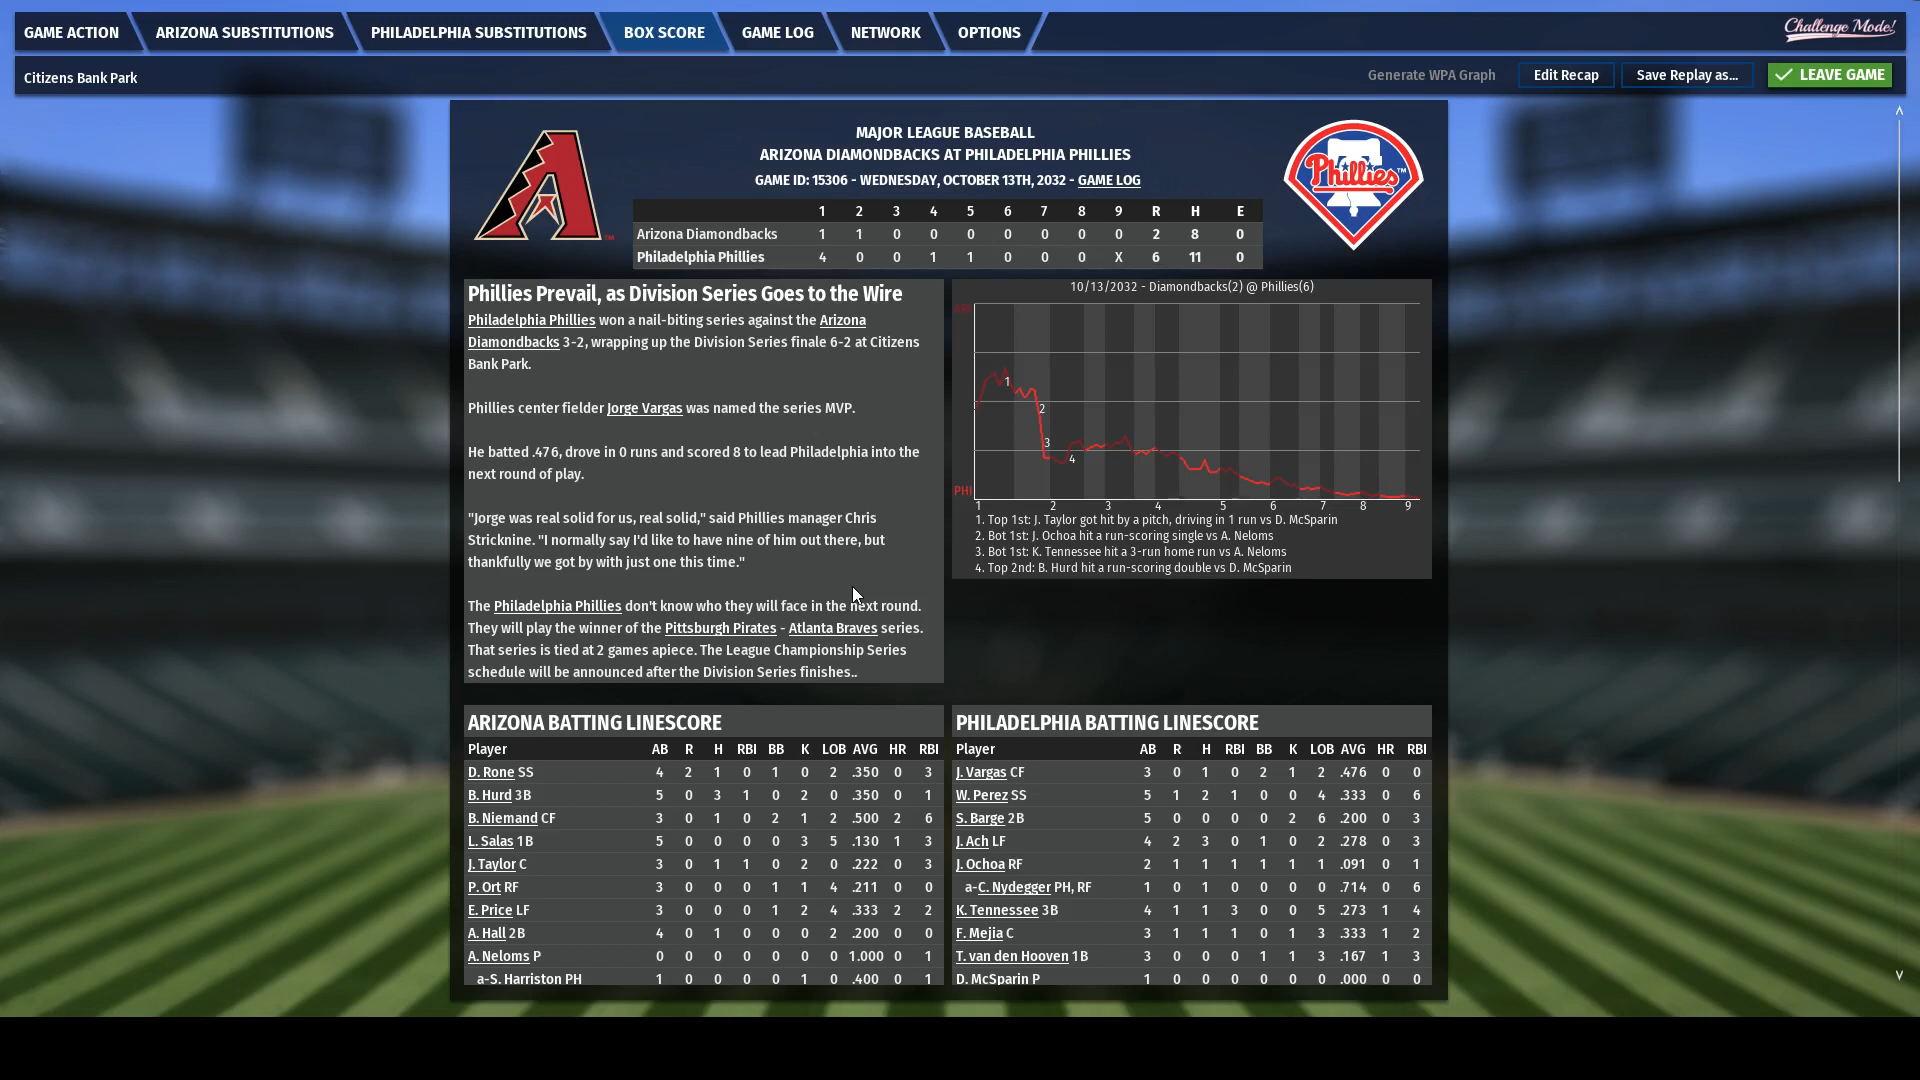 GAME ACTION
ARIZONA SUBSTITUTIONS
PHILADELPHIA SUBSTITUTIONS
BOX SCORE
GAME LOG
NETWORK
OPTIONS
Challenge Mode!
Citizens Bank Park
Generate WPA Graph
Edit Recap
Save Replay as...
LEAVE GAME
MAJOR LEAGUE BASEBALL
ARIZONA DIAMONDBACKS AT PHILADELPHIA PHILLIES
GAME ID: 15306 - WEDNESDAY, OCTOBER 13TH, 2032 - GAME LOG
Phillies
1 2 3 4 5 6 7 8 9 R H E
Arizona Diamondbacks 1 1 0 0 0 0 0 0 0 2 8 0
Philadelphia Phillies 4 0 0 1 1 0 0 0 X 6 11 0
Phillies Prevail, as Division Series Goes to the Wire
Philadelphia Phillies won a nail-biting series against the Arizona
Diamondbacks 3-2, wrapping up the Division Series finale 6-2 at Citizens
Bank Park.
Phillies center fielder Jorge Vargas was named the series MVP.
He batted .476, drove in 0 runs and scored 8 to lead Philadelphia into the
next round of play.
"Jorge was real solid for us, real solid," said Phillies manager Chris
Stricknine. "I normally say I'd like to have nine of him out there, but
thankfully we got by with just one this time."
The Philadelphia Phillies don't know who they will face in the next round.
They will play the winner of the Pittsburgh Pirates - Atlanta Braves series.
That series is tied at 2 games apiece. The League Championship Series
schedule will be announced after the Division Series finishes..
10/13/2032 - Diamondbacks(2) @ Phillies(6)
ARI
1
2
3
4
PHI
1 2 3 4 5 6 7 8 9
1. Top 1st: J. Taylor got hit by a pitch, driving in 1 run vs D. McSparin
2. Bot 1st: J. Ochoa hit a run-scoring single vs A. Neloms
3. Bot 1st: K. Tennessee hit a 3-run home run vs A. Neloms
4. Top 2nd: B. Hurd hit a run-scoring double vs D. McSparin
ARIZONA BATTING LINESCORE
Player AB R H RBI BB K LOB AVG HR RBI
D. Rone SS 4 2 1 0 1 0 2 .350 0 3
B. Hurd 3B 5 0 3 1 0 2 0 .350 0 1
B. Niemand CF 3 0 1 0 2 1 2 .500 2 6
L. Salas 1B 5 0 0 0 0 3 5 .130 1 3
J. Taylor C 3 0 1 1 0 2 0 .222 0 3
P. Ort RF 3 0 0 0 1 1 4 .211 0 0
E. Price LF 3 0 0 0 1 2 4 .333 2 2
A. Hall 2B 4 0 1 0 0 0 2 .200 0 0
A. Neloms P 0 0 0 0 0 0 0 1.000 0 1
a-S. Harriston PH 1 0 0 0 0 1 0 .400 0 1
PHILADELPHIA BATTING LINESCORE
Player AB R H RBI BB K LOB AVG HR RBI
J. Vargas CF 3 0 1 0 2 1 2 .476 0 0
W. Perez SS 5 1 2 1 0 0 4 .333 0 6
S. Barge 2B 5 0 0 0 0 2 6 .200 0 3
J. Ach LF 4 2 3 0 1 0 2 .278 0 3
J. Ochoa RF 2 1 1 1 1 1 1 .091 0 1
a-C. Nydegger PH, RF 1 0 1 0 0 0 0 .714 0 6
K. Tennessee 3B 4 1 1 3 0 0 5 .273 1 4
F. Mejia C 3 1 1 1 0 1 3 .333 1 2
T. van den Hooven 1B 3 0 0 0 1 1 3 .167 1 3
D. McSparin P 1 0 0 0 0 0 0 .000 0 0